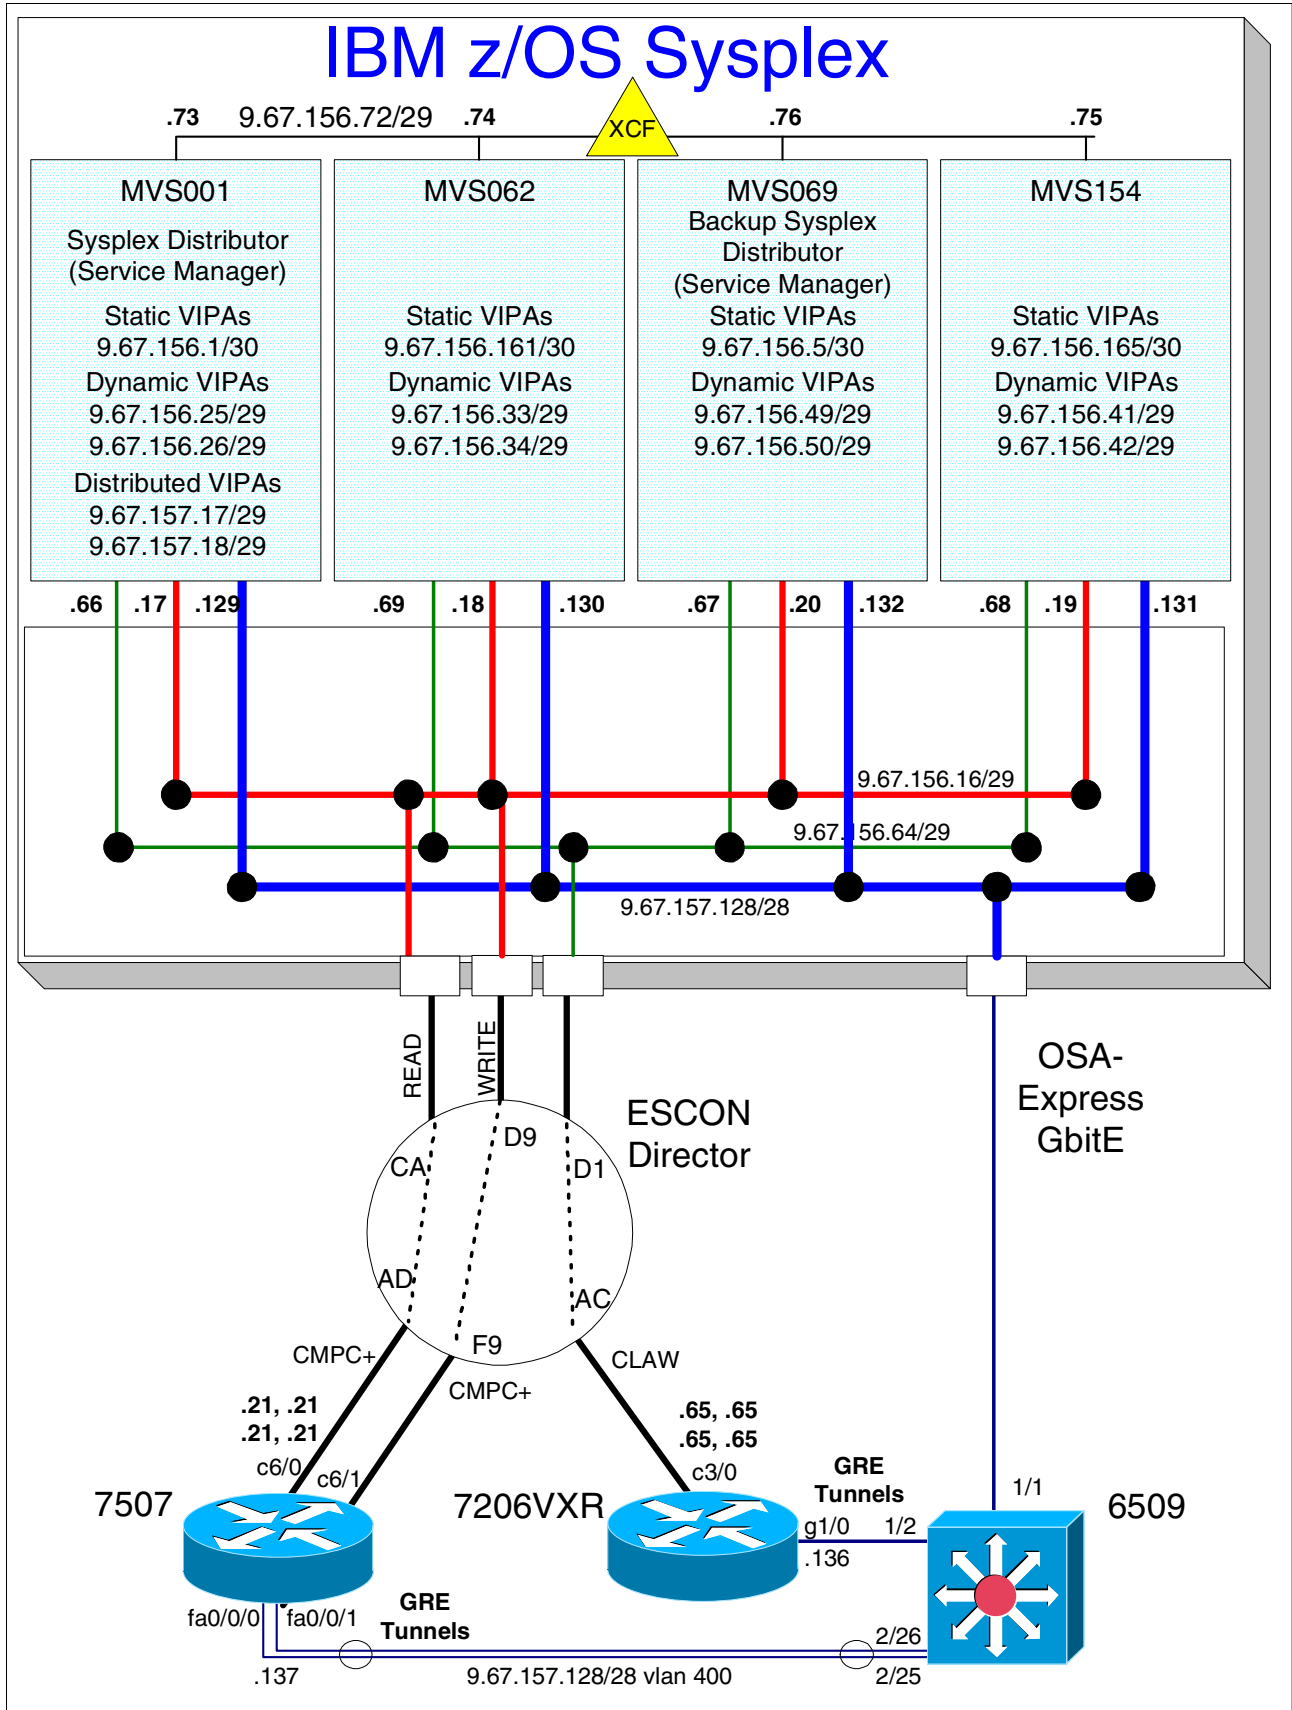 IBM z/OS Sysplex
.73 9.67.156.72/29 .74 XCF .76 .75
MVS001
Sysplex Distributor
(Service Manager)
Static VIPAs
9.67.156.1/30
Dynamic VIPAs
9.67.156.25/29
9.67.156.26/29
Distributed VIPAs
9.67.157.17/29
9.67.157.18/29
MVS062
Static VIPAs
9.67.156.161/30
Dynamic VIPAs
9.67.156.33/29
9.67.156.34/29
MVS069
Backup Sysplex
Distributor
(Service Manager)
Static VIPAs
9.67.156.5/30
Dynamic VIPAs
9.67.156.49/29
9.67.156.50/29
MVS154
Static VIPAs
9.67.156.165/30
Dynamic VIPAs
9.67.156.41/29
9.67.156.42/29
.66 .17 .129 .69 .18 .130 .67 .20 .132 .68 .19 .131
9.67.156.16/29
9.67.156.64/29
9.67.157.128/28
READ
WRITE
OSA-
Express
GbitE
ESCON
Director
CA
D9
D1
AD
AC
F9
CMPC+
CMPC+
CLAW
.21, .21
.21, .21
.65, .65
.65, .65
c6/0
c6/1
c3/0
GRE
Tunnels
1/1
7507
7206VXR
6509
g1/0 1/2
.136
fa0/0/0
fa0/0/1
GRE
Tunnels
2/26
.137
9.67.157.128/28 vlan 400
2/25